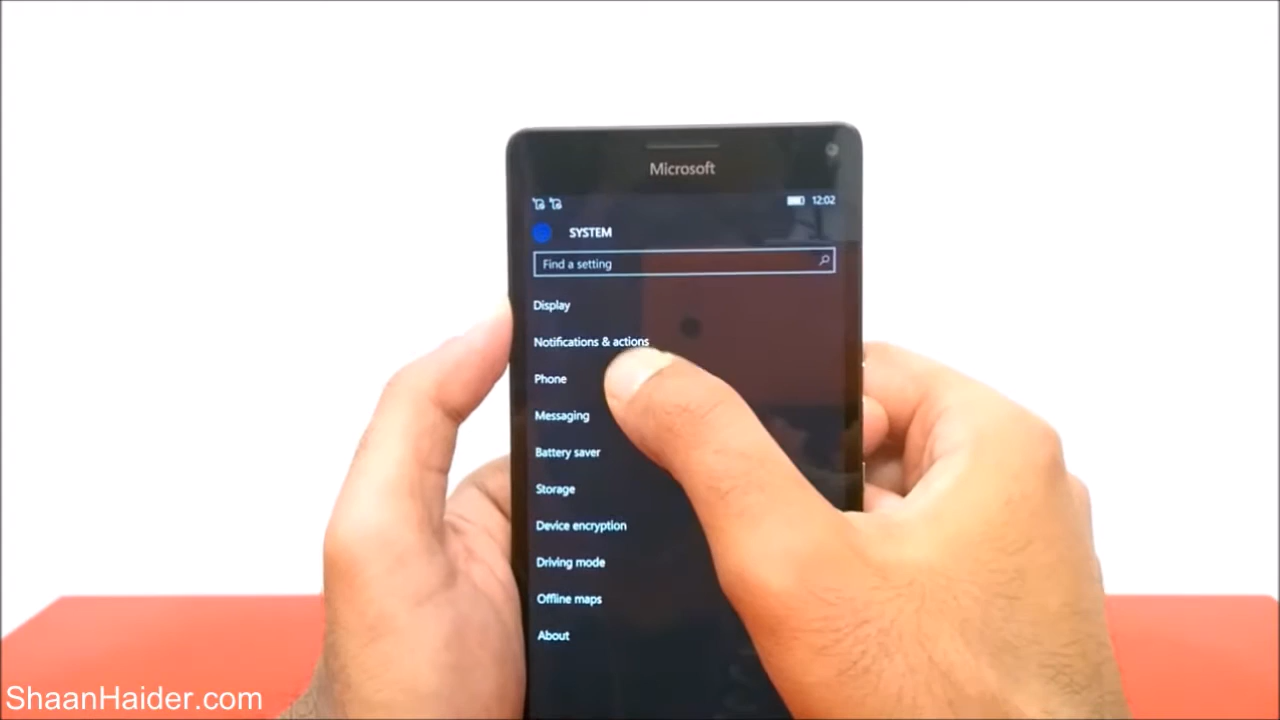 Microsoft
12:02
SYSTEM
Find a setting
Display
Notifications & actions
Phone
Messaging
Battery saver
Storage
Device encryption
Driving mode
Offline maps
About
ShaanHaider.com